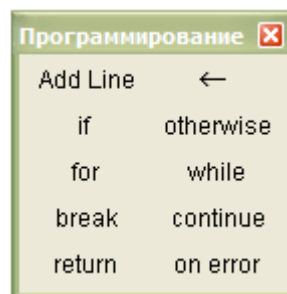 Программирование
Add Line ←
if otherwise
for while
break continue
return on error